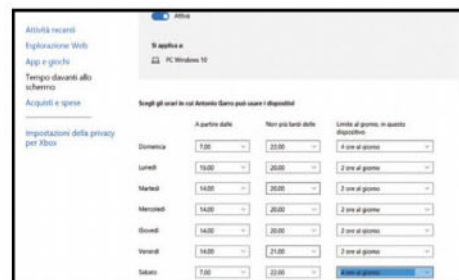 Attiva
Attività recenti
Esplorazione Web
App e giochi
Tempo davanti allo
schermo
Acquisti e spese
Impostazioni della privacy
per Xbox
Si applica a
PC Windows 10
Scegli gli orari in cui Antonio Garro può usare i dispositivi
A partire dalle Non più tardi delle Limite al giorno, in questo
dispositivo
Domenica 7.00 22.00 4 ore al giorno
Lunedì 15.00 20.00 2 ore al giorno
Martedì 14.00 20.00 2 ore al giorno
Mercoledì 14.00 20.00 2 ore al giorno
Giovedì 14.00 20.00 2 ore al giorno
Venerdì 14.00 21.00 2 ore al giorno
Sabato 7.00 22.00 4 ore al giorno